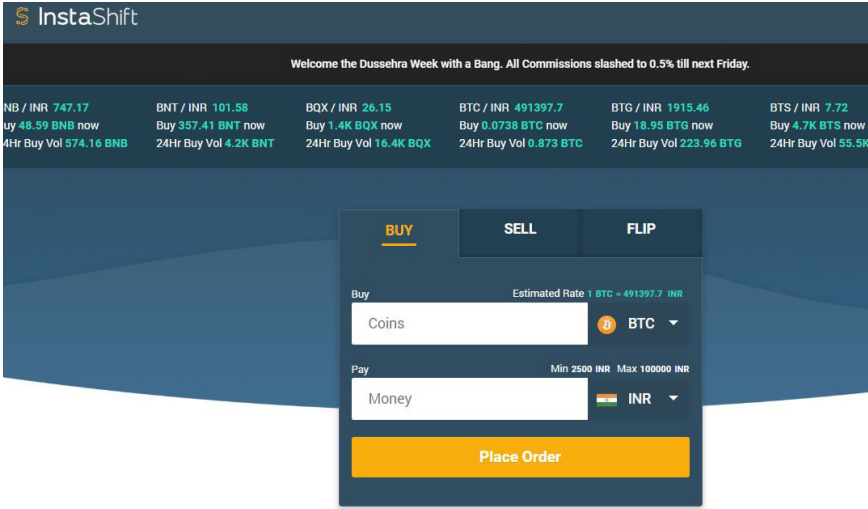 InstaShift
Welcome the Dussehra Week with a Bang. All Commissions slashed to 0.5% till next Friday.
NB / INR 747.17
uy 48.59 BNB now
4Hr Buy Vol 574.16 BNB
BNT / INR 101.58
Buy 357.41 BNT now
24Hr Buy Vol 4.2K BNT
BQX / INR 26.15
Buy 1.4K BQX now
24Hr Buy Vol 16.4K BQX
BTC / INR 491397.7
Buy 0.0738 BTC now
24Hr Buy Vol 0.873 BTC
BTG / INR 1915.46
Buy 18.95 BTG now
24Hr Buy Vol 223.96 BTG
BTS / INR 7.72
Buy 4.7K BTS now
24Hr Buy Vol 55.5K
BUY SELL FLIP
Buy Estimated Rate 1 BTC = 491397.7 INR
Coins BTC
Pay Min 2500 INR Max 100000 INR
Money INR
Place Order